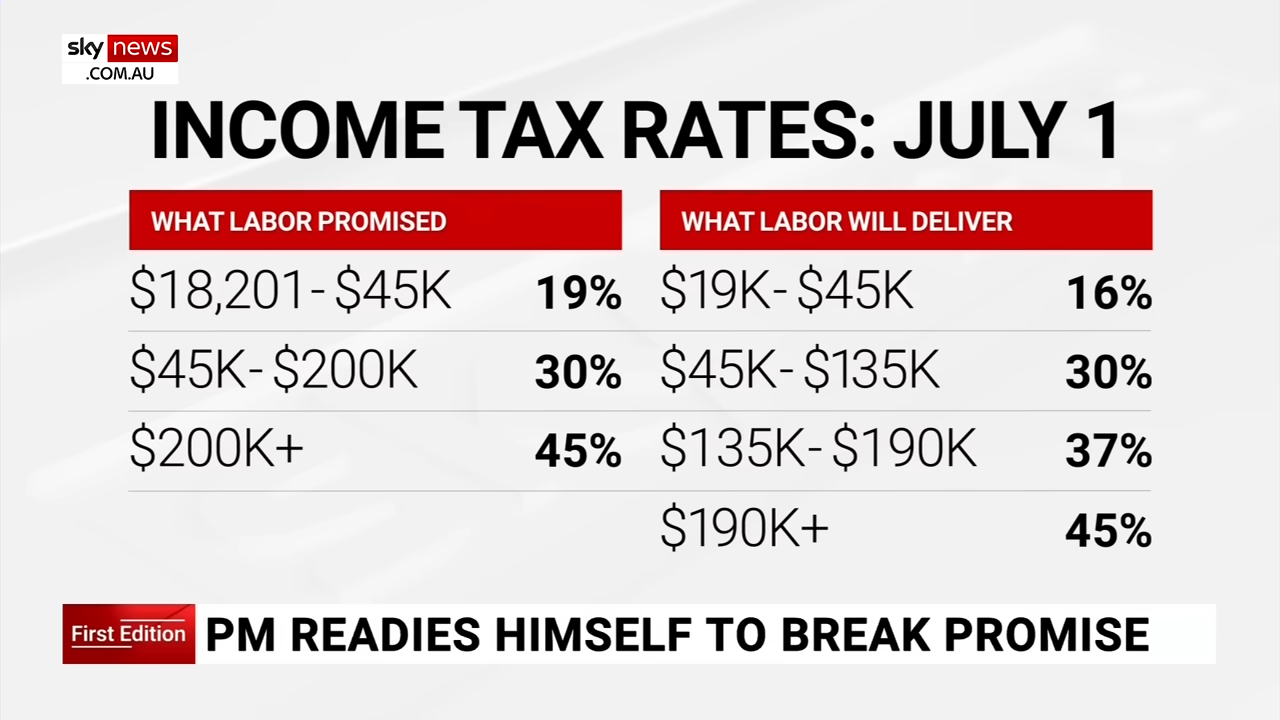 sky news
.COM.AU
INCOME TAX RATES: JULY 1
WHAT LABOR PROMISED
$18,201- $45K 19%
$45K- $200K 30%
$200K+ 45%
WHAT LABOR WILL DELIVER
$19K- $45K 16%
$45K- $135K 30%
$135K- $190K 37%
$190K+ 45%
First Edition
PM READIES HIMSELF TO BREAK PROMISE